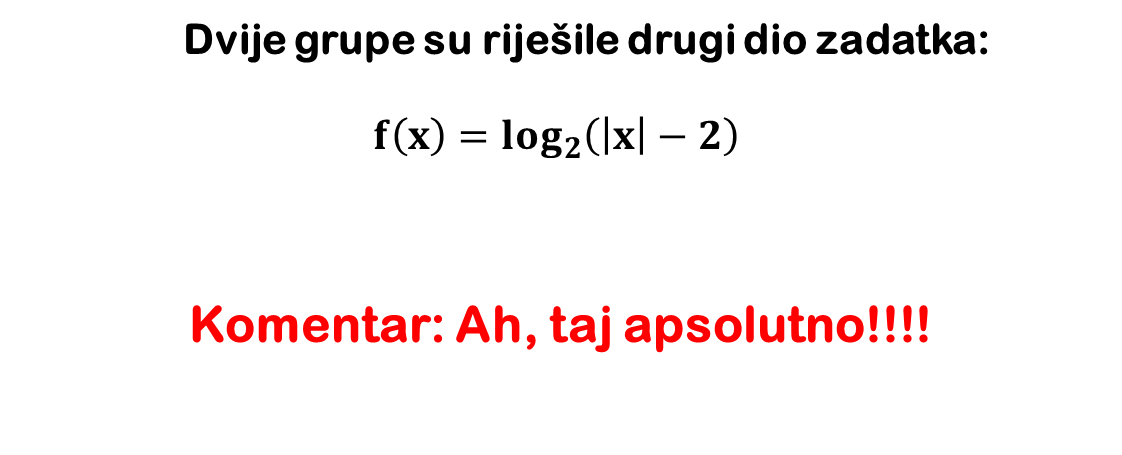 Dvije grupe su riješile drugi dio zadatka:
f(x) = log₂(|x| − 2)
Komentar: Ah, taj apsolutno!!!!